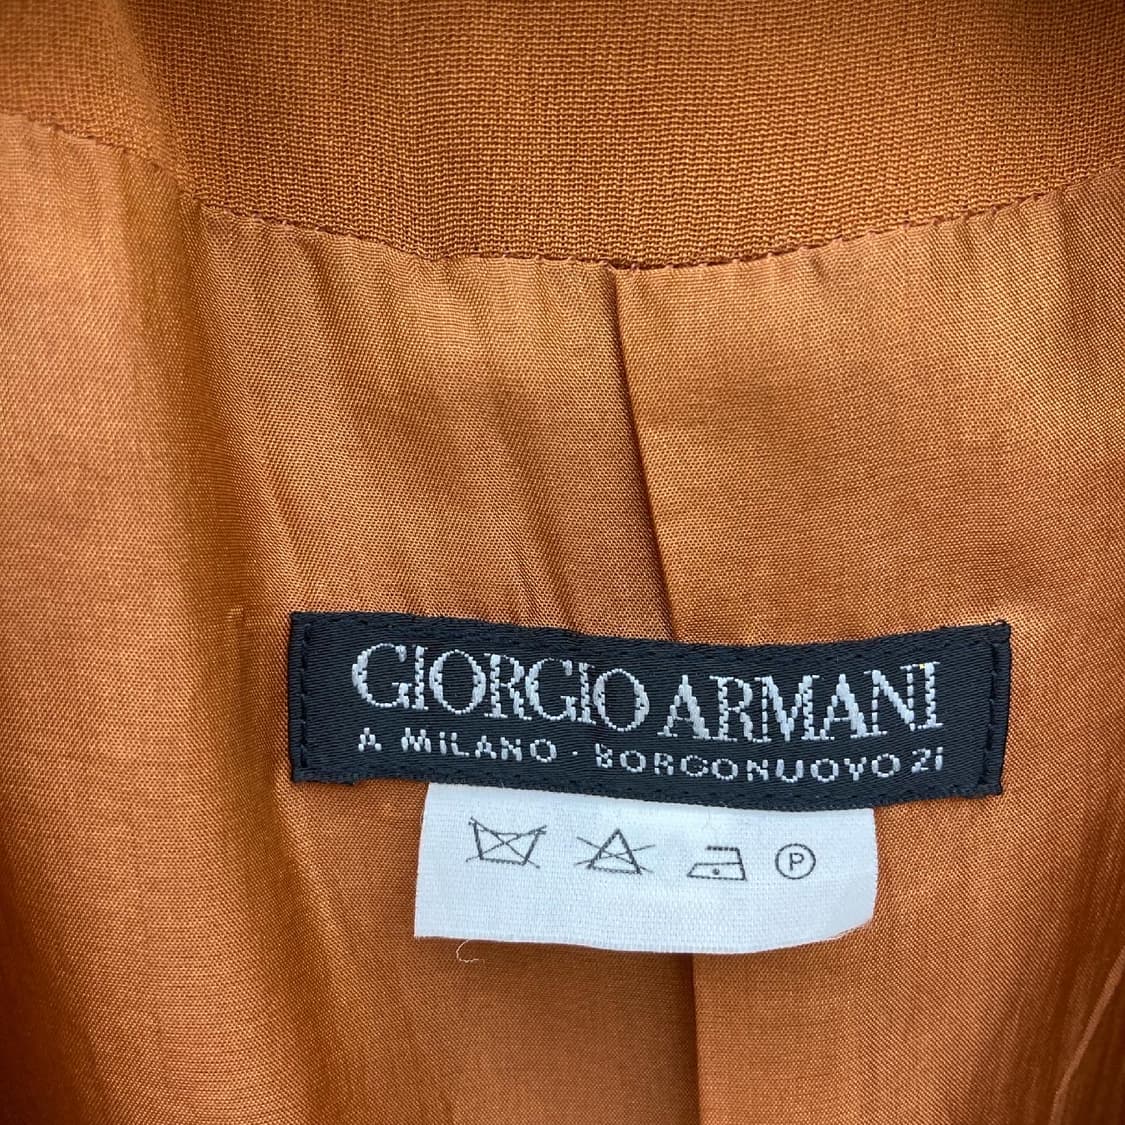 GIORGIO ARMANI
A MILANO · BORGONUOVO 21
P